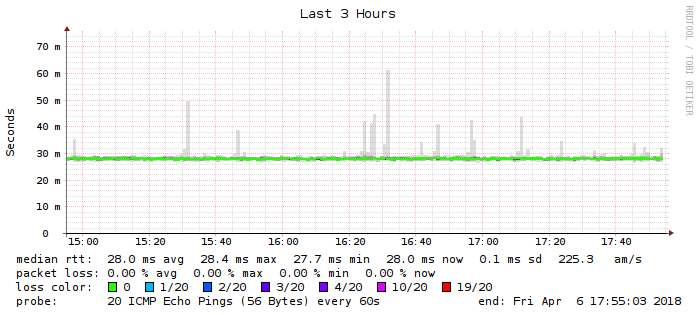 Last 3 Hours
RRDTOOL / TOBI OETIKER
Seconds
70 m
60 m
50 m
40 m
30 m
20 m
10 m
0
15:00 15:20 15:40 16:00 16:20 16:40 17:00 17:20 17:40
median rtt: 28.0 ms avg 28.4 ms max 27.7 ms min 28.0 ms now 0.1 ms sd 225.3 am/s
packet loss: 0.00 % avg 0.00 % max 0.00 % min 0.00 % now
loss color: 0 1/20 2/20 3/20 4/20 10/20 19/20
probe: 20 ICMP Echo Pings (56 Bytes) every 60s end: Fri Apr 6 17:55:03 2018